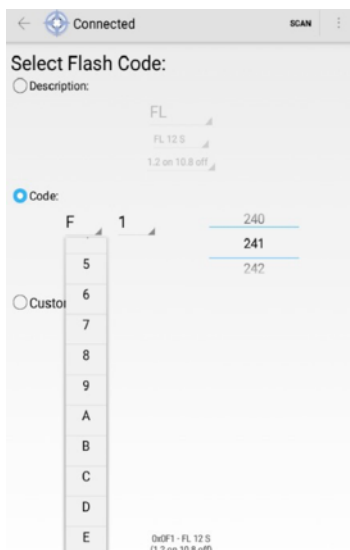 Connected SCAN
Select Flash Code:
Description:
FL
FL 12 S
1.2 on 10.8 off
Code:
F 1 240
241
242
5
Custo
6
7
8
9
A
B
C
D
E
0x0F1 - FL 12 S
(1.2 on 10.8 off)